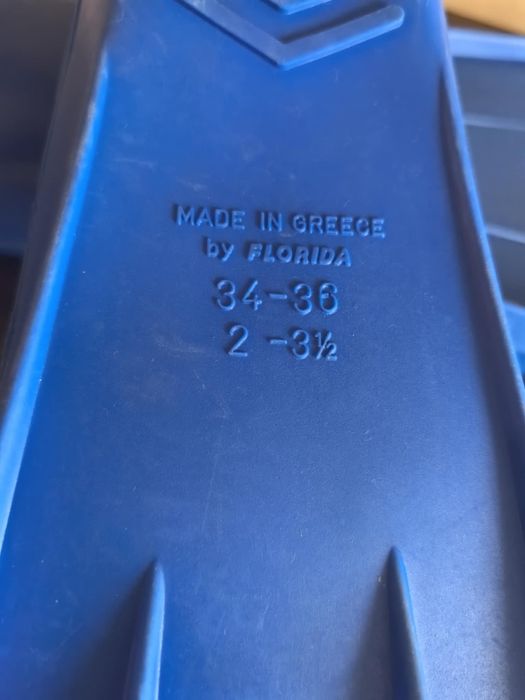 MADE IN GREECE
by FLORIDA
34-36
2 -3½